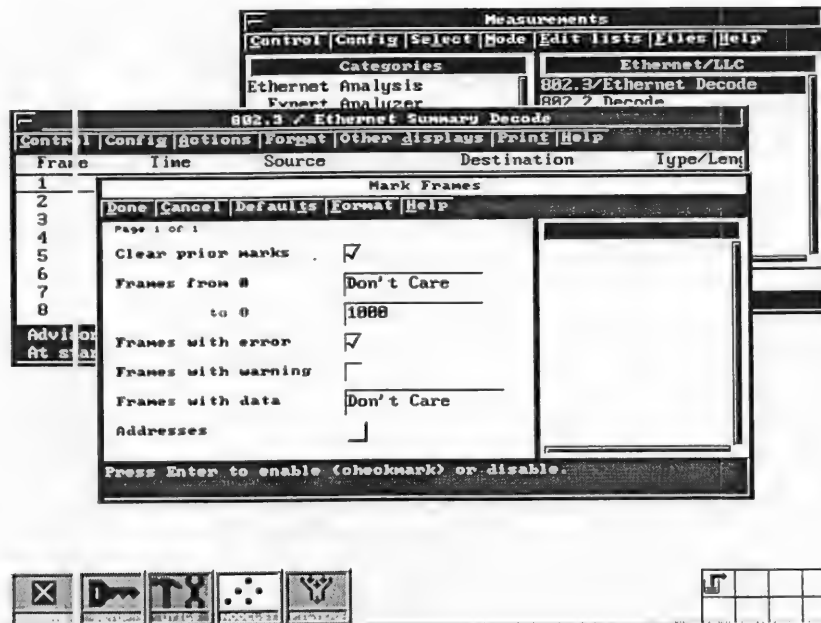 Measurements
Control Config Select Mode Edit lists Files Help
Categories
Ethernet/LLC
Ethernet Analysis
802.3/Ethernet Decode
Expert Analyzer
802.2 Decode
802.3 / Ethernet Summary Decode
Control Config Actions Format Other displays Print Help
Frame Time Source Destination Type/Leng
1
2
3
4
5
6
7
8
Advisor
At star
Mark Frames
Done Cancel Defaults Format Help
Page 1 of 1
Clear prior marks
Frames from # Don't Care
to # 1000
Frames with error
Frames with warning
Frames with data Don't Care
Addresses
Press Enter to enable (checkmark) or disable.